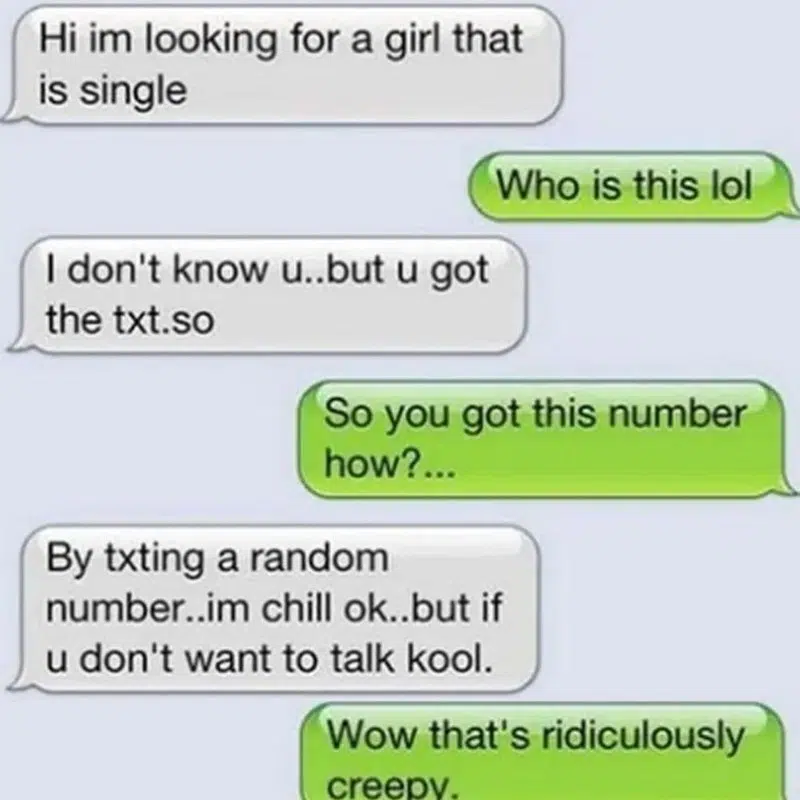 Hi im looking for a girl that
is single
Who is this lol
I don't know u..but u got
the txt.so
So you got this number
how?...
By txting a random
number..im chill ok..but if
u don't want to talk kool.
Wow that's ridiculously
creepy.